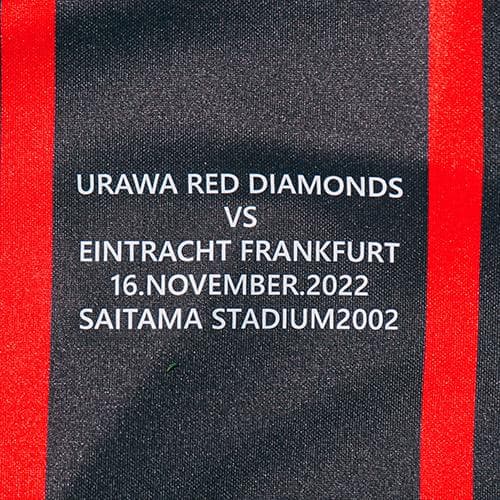 URAWA RED DIAMONDS
VS
EINTRACHT FRANKFURT
16.NOVEMBER.2022
SAITAMA STADIUM2002